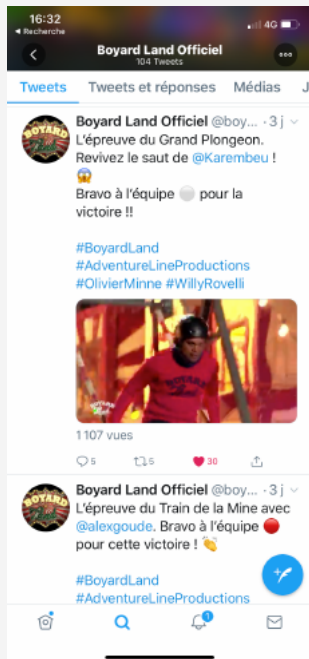 16:32
4G
◀ Recherche
Boyard Land Officiel
104 Tweets
Tweets
Tweets et réponses
Médias
J
Boyard Land Officiel @boy... · 3 j
L'épreuve du Grand Plongeon.
Revivez le saut de @Karembeu !
😱
Bravo à l'équipe ⚪ pour la
victoire !!
#BoyardLand
#AdventureLineProductions
#OlivierMinne #WillyRovelli
BOYARD
Land
1 107 vues
5
5
30
Boyard Land Officiel @boy... · 3 j
L'épreuve du Train de la Mine avec
@alexgoude. Bravo à l'équipe 🔴
pour cette victoire ! 👏
#BoyardLand
#AdventureLineProductions
1